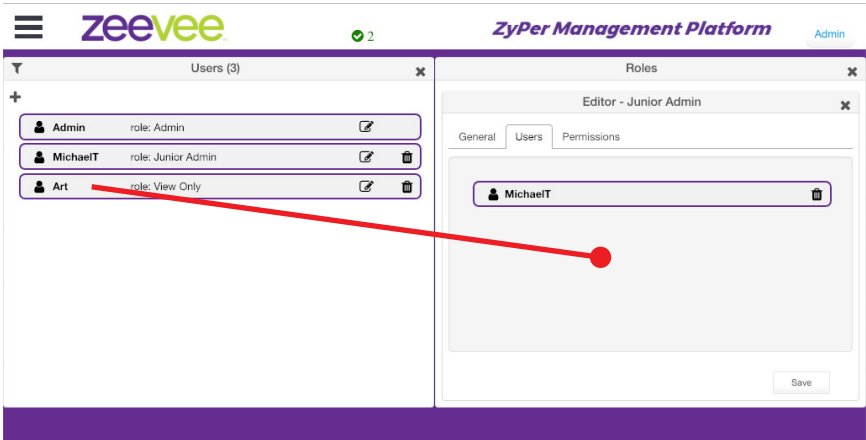 zeevee
2
ZyPer Management Platform
Admin
Users (3)
Admin role: Admin
MichaelT role: Junior Admin
Art role: View Only
Roles
Editor - Junior Admin
General Users Permissions
MichaelT
Save